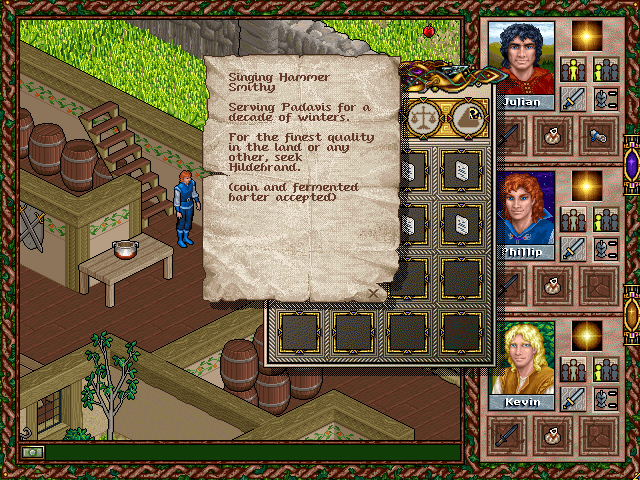 Singing Hammer
Smithy
Serving Padavis for a
decade of winters.
For the finest quality
in the land or any
other, seek
Hildebrand.
(coin and fermented
barter accepted)
Julian
Phillip
Kevin